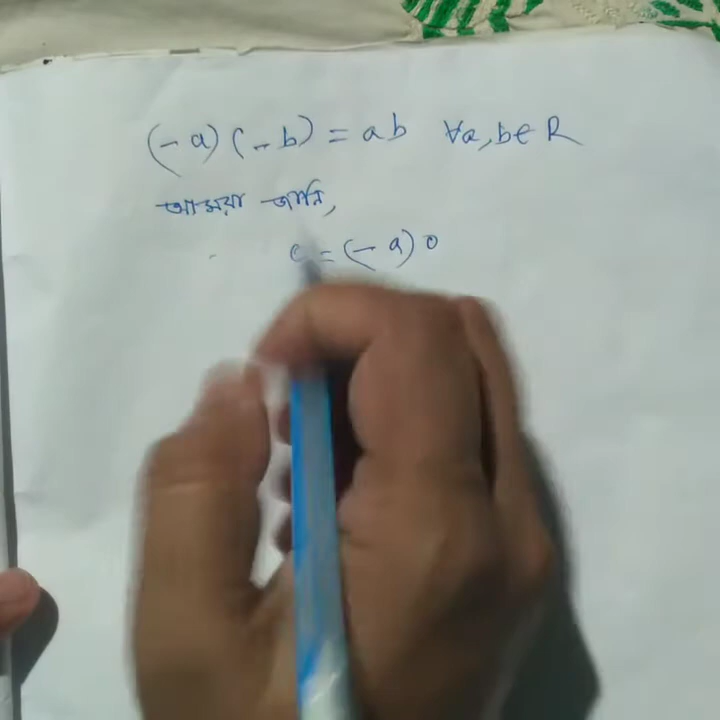 (-a)(-b) = ab ∀a, b ∈ R
আমরা জানি,
0 = (-a) 0